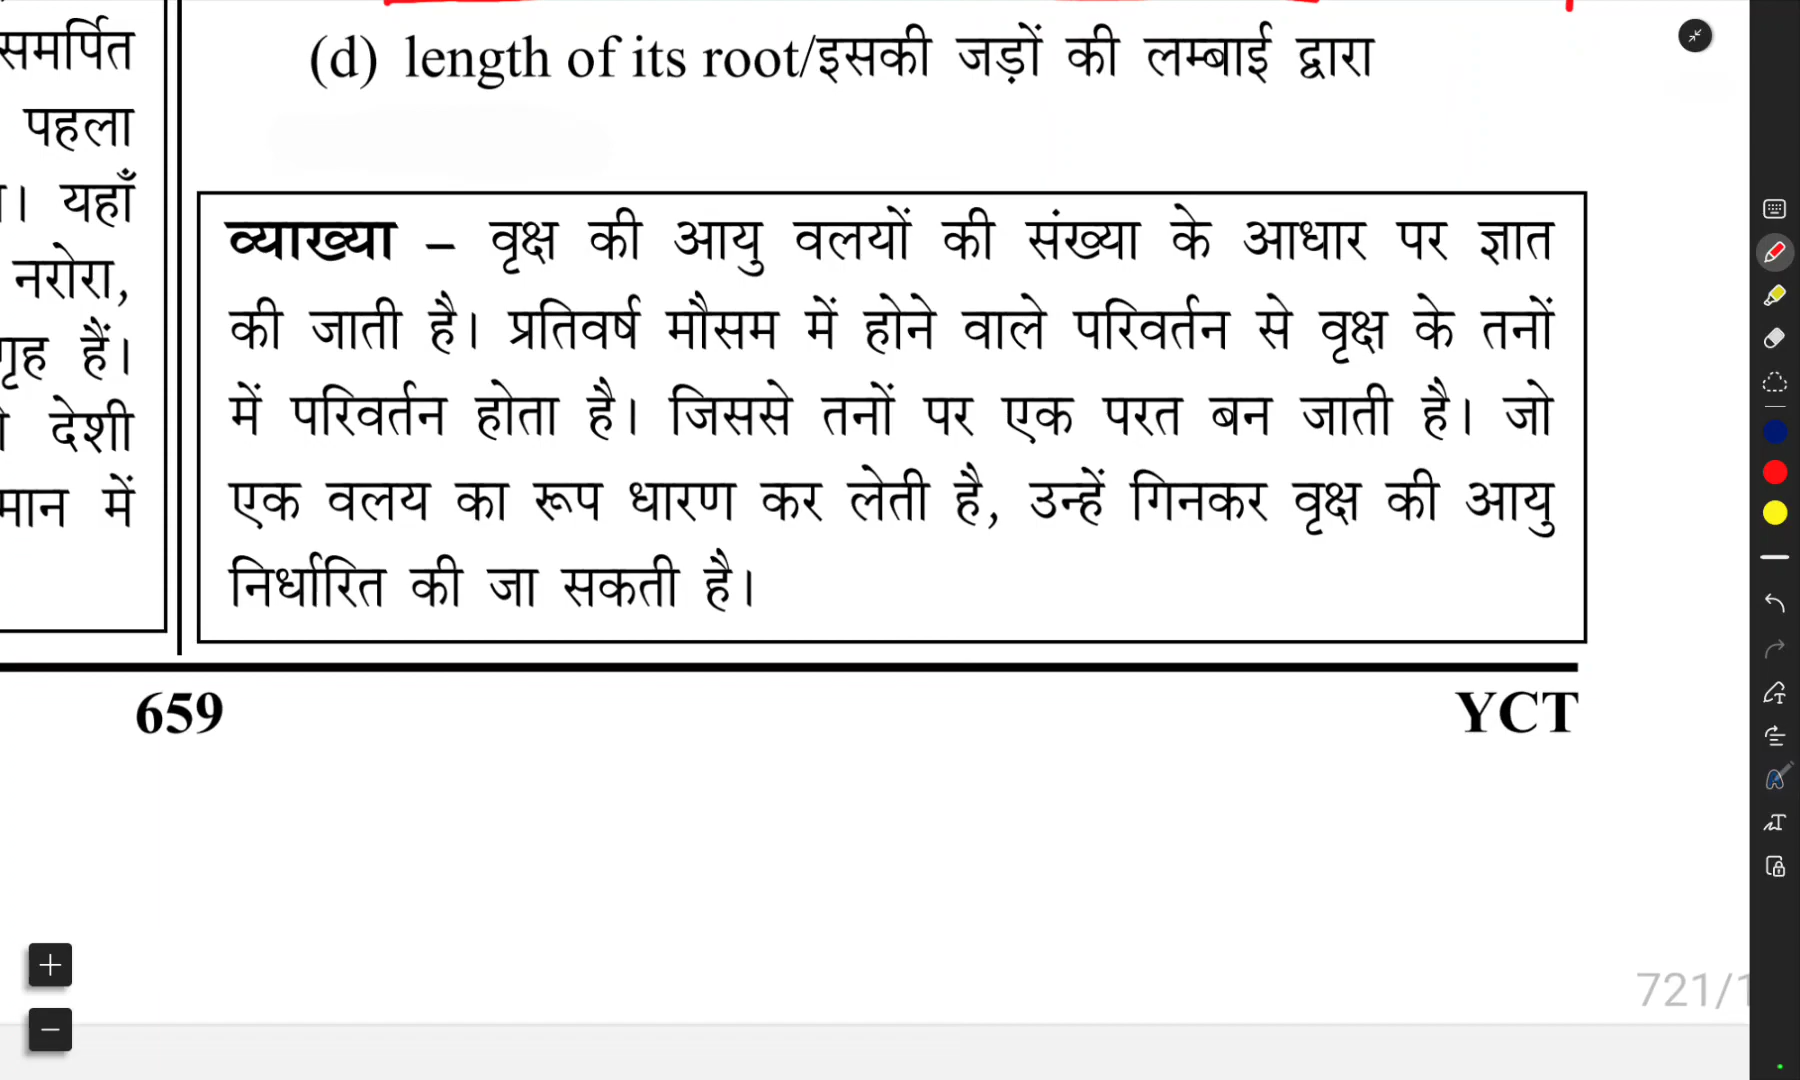 समर्पित
पहला
। यहाँ
नरोरा,
गृह हैं।
देशी
मान में
(d) length of its root/इसकी जड़ों की लम्बाई द्वारा
व्याख्या – वृक्ष की आयु वलयों की संख्या के आधार पर ज्ञात
की जाती है। प्रतिवर्ष मौसम में होने वाले परिवर्तन से वृक्ष के तनों
में परिवर्तन होता है। जिससे तनों पर एक परत बन जाती है। जो
एक वलय का रूप धारण कर लेती है, उन्हें गिनकर वृक्ष की आयु
निर्धारित की जा सकती है।
659
YCT
721/1